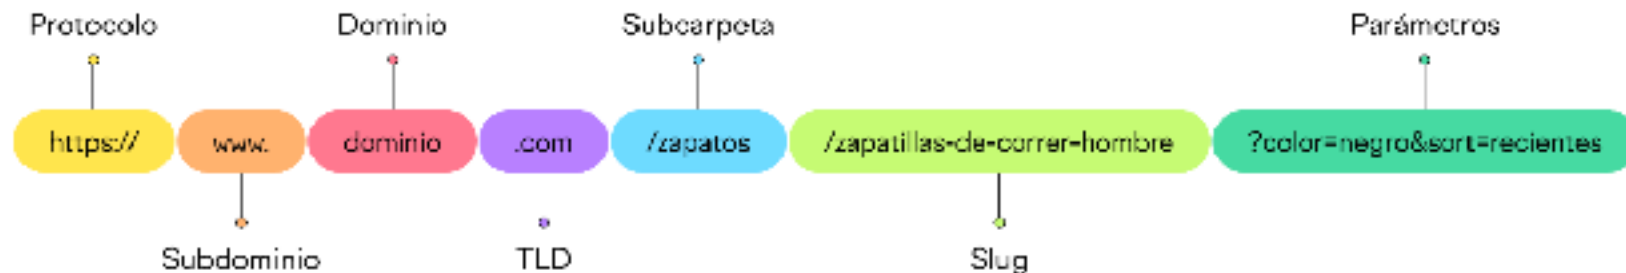 Protocolo Dominio Subcarpeta Parámetros
https:// www. dominio .com /zapatos /zapatillas-de-correr-hombre ?color=negro&sort=recientes
Subdominio TLD Slug